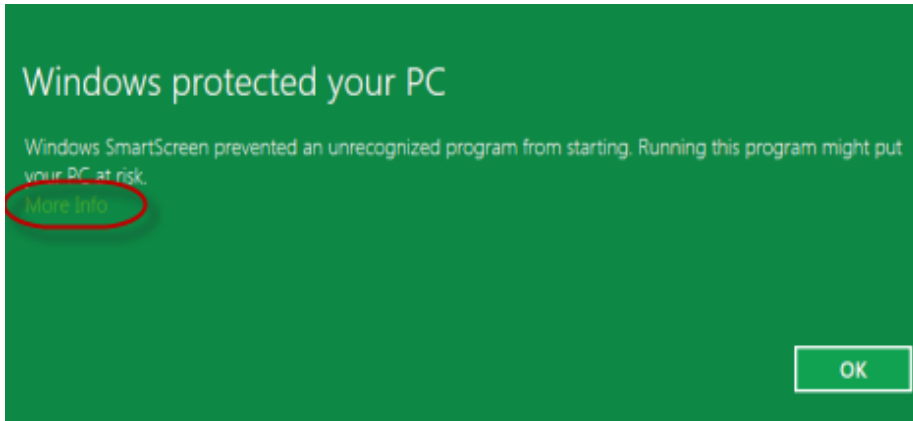 Windows protected your PC
Windows SmartScreen prevented an unrecognized program from starting. Running this program might put
your PC at risk.
More Info
OK